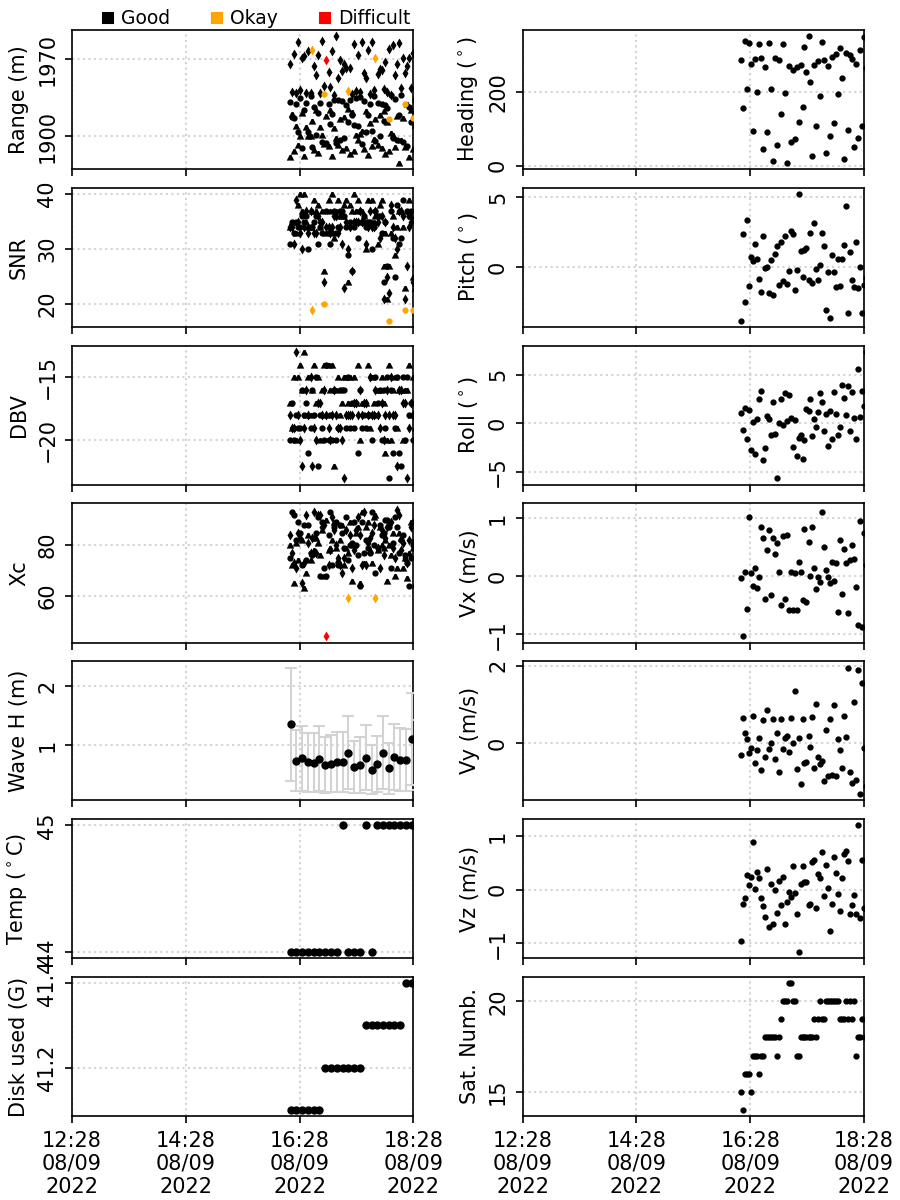 Good Okay Difficult
Range (m)
1970
1900
Heading (°)
200
0
SNR
40
30
20
Pitch (°)
5
0
DBV
−15
−20
Roll (°)
5
0
−5
Xc
80
60
Vx (m/s)
1
0
−1
Wave H (m)
2
1
Vy (m/s)
2
0
Temp (°C)
45
44
Vz (m/s)
1
0
−1
Disk used (G)
41.4
41.2
Sat. Numb.
20
15
12:28 14:28 16:28 18:28 12:28 14:28 16:28 18:28
08/09 08/09 08/09 08/09 08/09 08/09 08/09 08/09
2022 2022 2022 2022 2022 2022 2022 2022